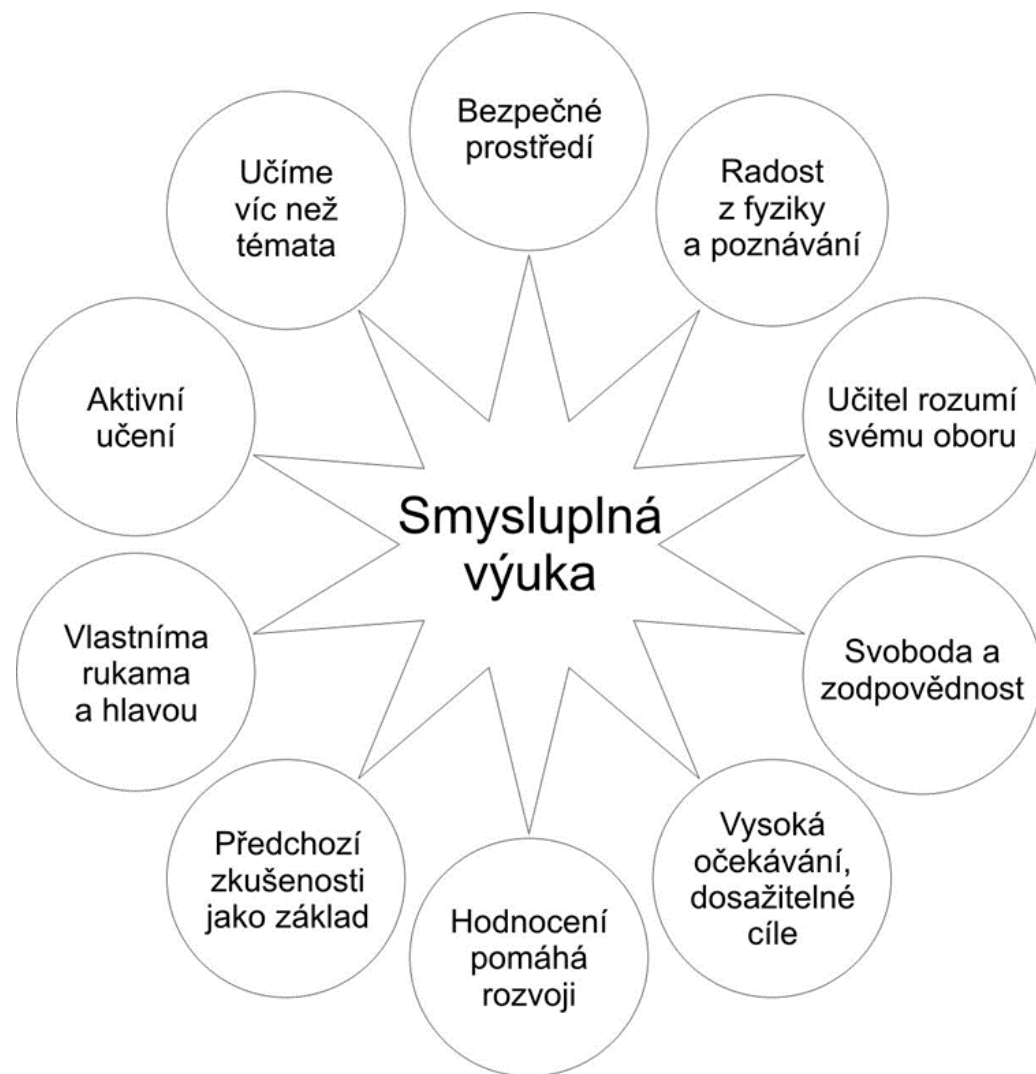 Bezpečné
prostředí
Radost
z fyziky
a poznávání
Učitel rozumí
svému oboru
Svoboda a
zodpovědnost
Vysoká
očekávání,
dosažitelné
cíle
Hodnocení
pomáhá
rozvoji
Předchozí
zkušenosti
jako základ
Vlastníma
rukama
a hlavou
Aktivní
učení
Učíme
víc než
témata
Smysluplná
výuka